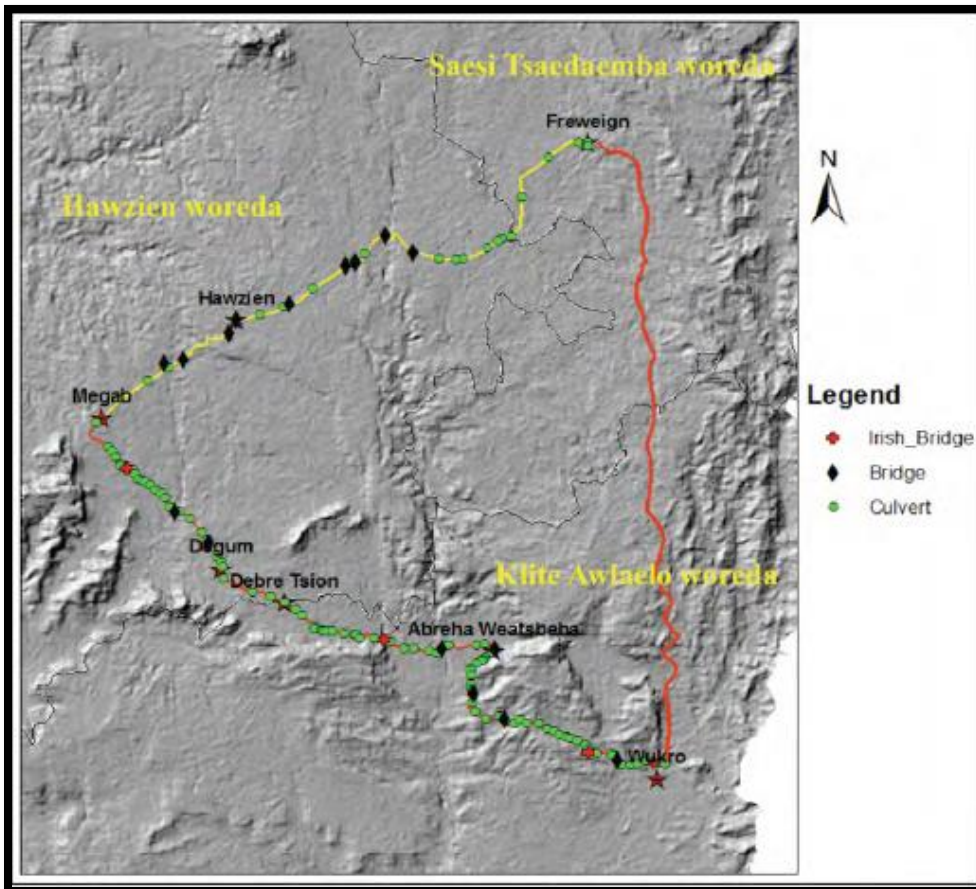 Saesi Tsaedaemba woreda
Freweign
N
Hawzien woreda
Hawzien
Megab
Legend
Irish_Bridge
Bridge
Culvert
Dugum
Debre Tsion
Klite Awlaelo woreda
Abreha Weatsbeha
Wukro